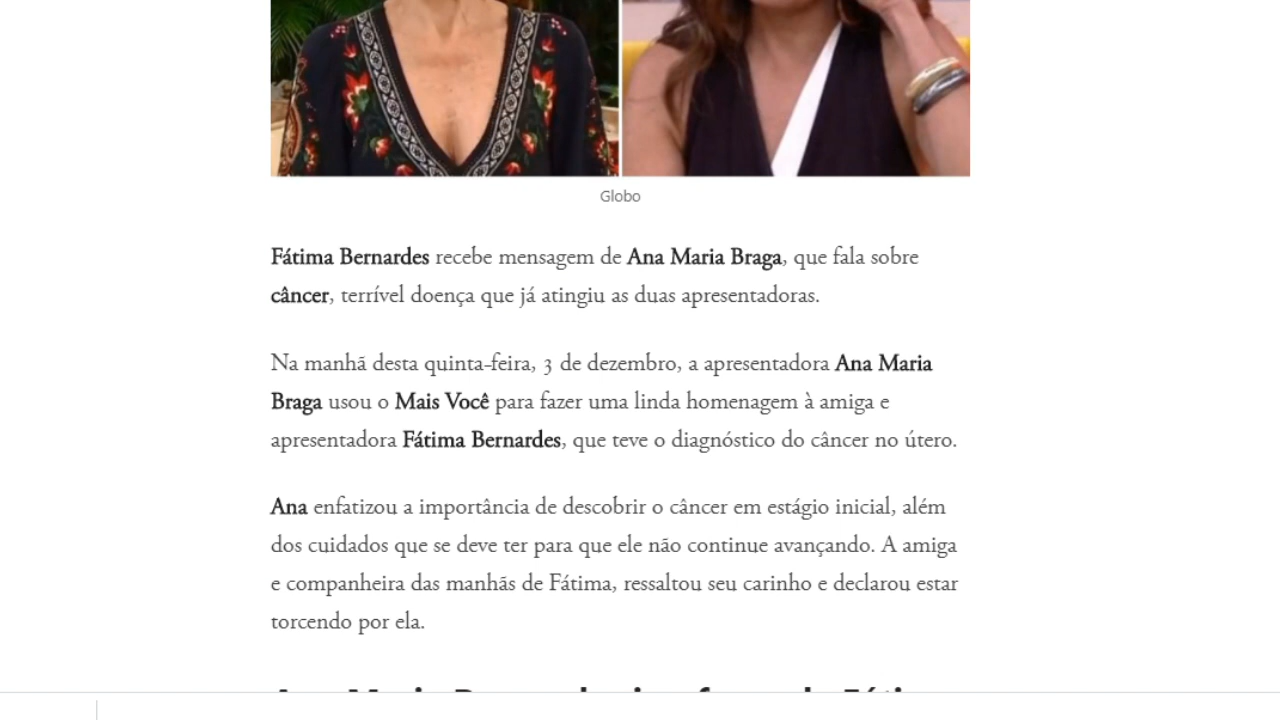 Globo
Fátima Bernardes recebe mensagem de Ana Maria Braga, que fala sobre
câncer, terrível doença que já atingiu as duas apresentadoras.
Na manhã desta quinta-feira, 3 de dezembro, a apresentadora Ana Maria
Braga usou o Mais Você para fazer uma linda homenagem à amiga e
apresentadora Fátima Bernardes, que teve o diagnóstico do câncer no útero.
Ana enfatizou a importância de descobrir o câncer em estágio inicial, além
dos cuidados que se deve ter para que ele não continue avançando. A amiga
e companheira das manhãs de Fátima, ressaltou seu carinho e declarou estar
torcendo por ela.